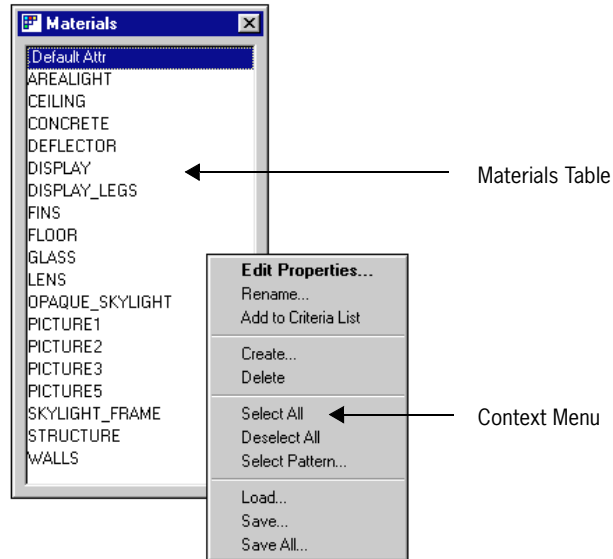 Materials
Default Attr
AREALIGHT
CEILING
CONCRETE
DEFLECTOR
DISPLAY
DISPLAY_LEGS
FINS
FLOOR
GLASS
LENS
OPAQUE_SKYLIGHT
PICTURE1
PICTURE2
PICTURE3
PICTURE5
SKYLIGHT_FRAME
STRUCTURE
WALLS
Materials Table
Edit Properties...
Rename...
Add to Criteria List
Create...
Delete
Select All
Deselect All
Select Pattern...
Load...
Save...
Save All...
Context Menu